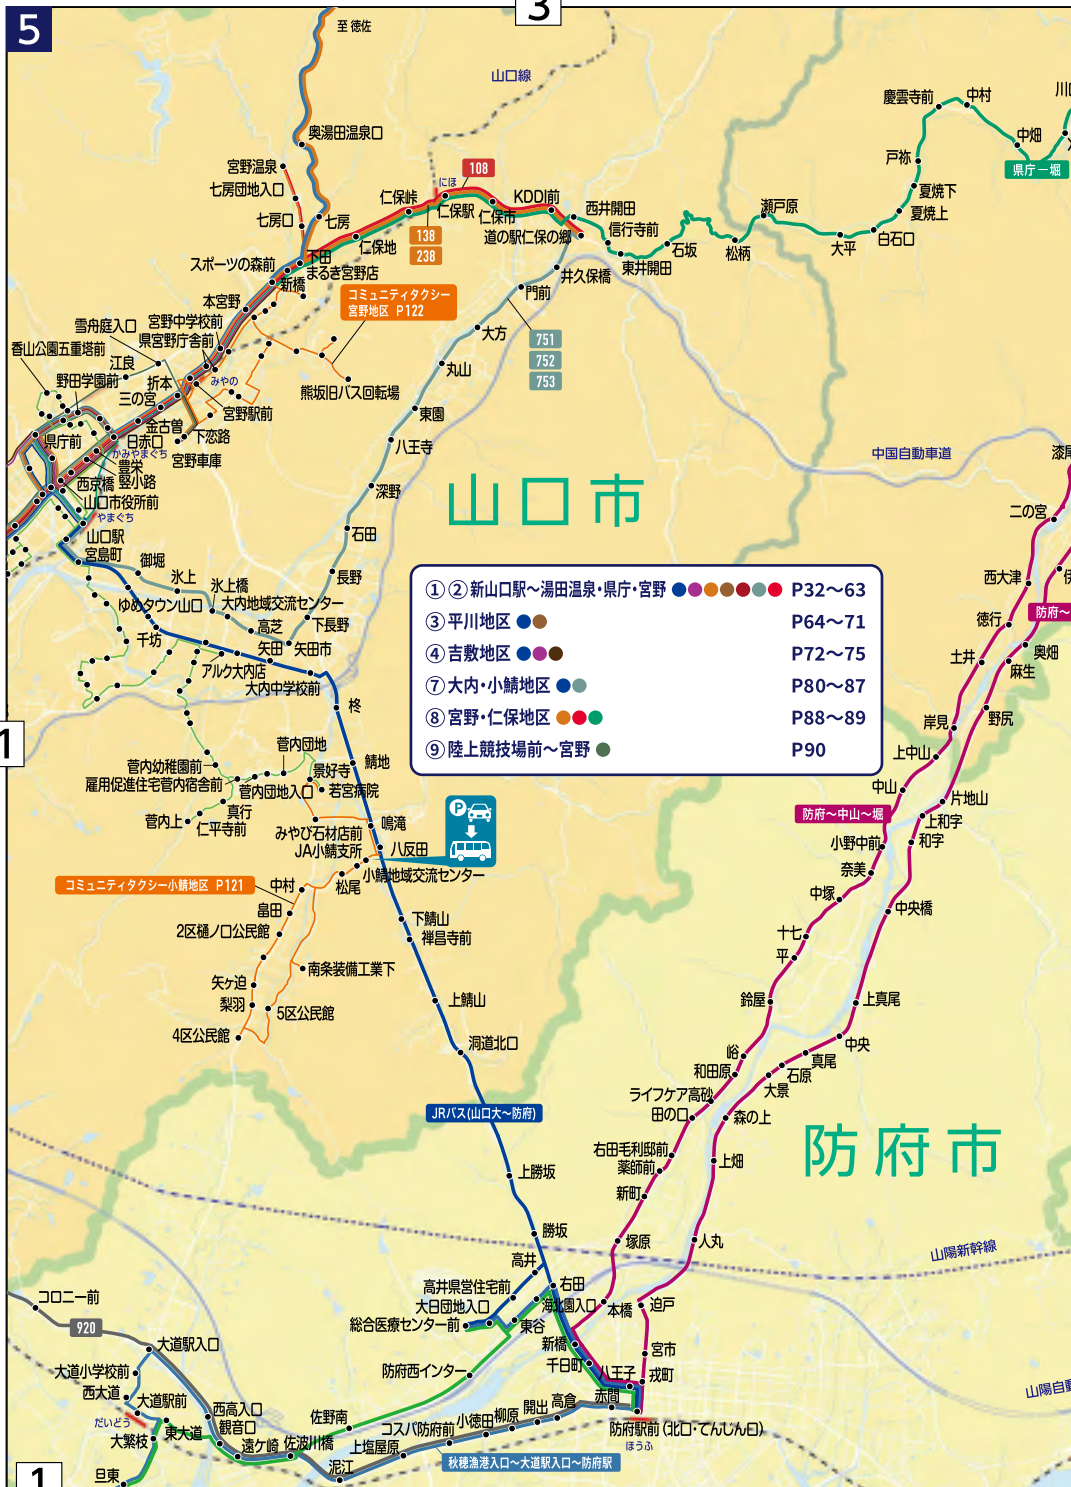 5
3
至 徳佐
山口線
慶雲寺前
中村
中畑
県庁ー堀
戸祢
夏焼下
夏焼上
白石口
大平
瀬戸原
松柄
石坂
東井開田
信行寺前
西井開田
道の駅仁保の郷
KDDI前
仁保市
仁保駅
にほ
108
仁保峠
138
238
仁保地
奥湯田温泉口
宮野温泉
七房団地入口
七房口
七房
下田
まるき宮野店
スポーツの森前
新橋
本宮野
コミュニティタクシー
宮野地区 P122
宮野中学校前
県宮野庁舎前
雪舟庭入口
香山公園五重塔前
江良
野田学園前
折本
みやの
三の宮
宮野駅前
熊坂旧バス回転場
金古曽
下恋路
県庁前
日赤口
かみやまぐち
宮野車庫
豊栄
竪小路
西京橋
山口市役所前
やまぐち
山口駅
宮島町
井久保橋
門前
大方
751
752
753
丸山
東園
八王寺
深野
石田
長野
下長野
中国自動車道
山口市
漆尾
二の宮
西大津
徳行
防府〜
土井
奥畑
麻生
野尻
岸見
上中山
中山
片地山
上和字
和字
防府〜中山〜堀
小野中前
奈美
中塚
中央橋
十七
平
鈴屋
上真尾
中央
真尾
石原
大景
峪
和田原
ライフケア高砂
田の口
森の上
右田毛利邸前
薬師前
上畑
新町
塚原
人丸
防府市
山陽新幹線
御堀
氷上
氷上橋
ゆめタウン山口
大内地域交流センター
高芝
千坊
矢田
矢田市
アルク大内店
大内中学校前
柊
①②新山口駅〜湯田温泉・県庁・宮野 P32〜63
③平川地区 P64〜71
④吉敷地区 P72〜75
⑦大内・小鯖地区 P80〜87
⑧宮野・仁保地区 P88〜89
⑨陸上競技場前〜宮野 P90
1
菅内団地
菅内幼稚園前
景好寺
鯖地
雇用促進住宅菅内宿舎前
菅内団地入口
若宮病院
真行
菅内上
仁平寺前
みやび石材店前
鳴滝
JA小鯖支所
八反田
P
小鯖地域交流センター
コミュニティタクシー小鯖地区 P121
中村
松尾
畠田
2区樋ノ口公民館
下鯖山
禅昌寺前
南条装備工業下
矢ヶ迫
梨羽
5区公民館
4区公民館
上鯖山
洞道北口
JRバス(山口大〜防府)
上勝坂
勝坂
高井
高井県営住宅前
右田
大日団地入口
海北園入口
本橋
迫戸
総合医療センター前
東谷
新橋
宮市
防府西インター
千日町
八王子
戎町
赤間
山陽自動
コロニー前
920
大道駅入口
大道小学校前
西大道
大道駅前
だいどう
大繁枝
東大道
旦東
西高入口
観音口
遠ケ崎
佐波川橋
佐野南
泥江
上塩屋原
コスパ防府前
小徳田
柳原
開出
高倉
防府駅前(北口・てんじん口)
ほうふ
秋穂漁港入口〜大道駅入口〜防府駅
1